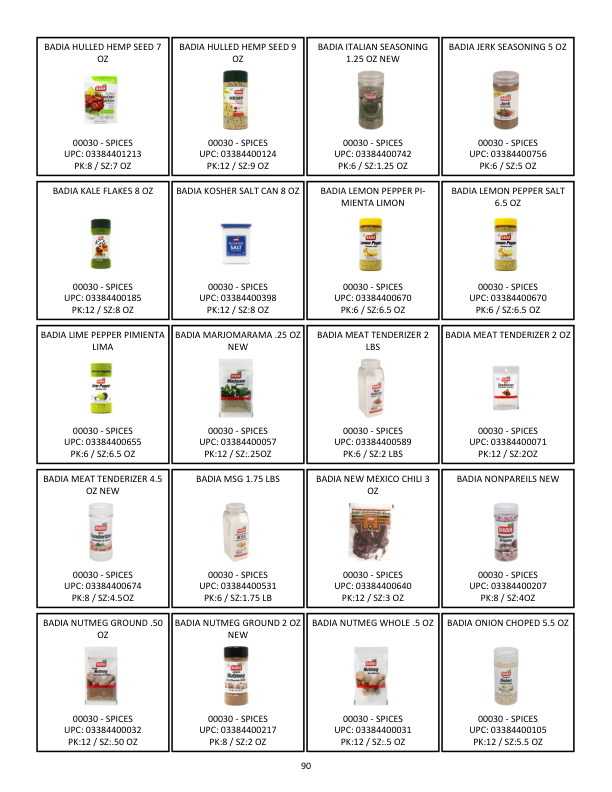 BADIA HULLED HEMP SEED 7
OZ
00030 - SPICES
UPC: 03384401213
PK:8 / SZ:7 OZ
BADIA HULLED HEMP SEED 9
OZ
00030 - SPICES
UPC: 03384400124
PK:12 / SZ:9 OZ
BADIA ITALIAN SEASONING
1.25 OZ NEW
00030 - SPICES
UPC: 03384400742
PK:6 / SZ:1.25 OZ
BADIA JERK SEASONING 5 OZ
00030 - SPICES
UPC: 03384400756
PK:6 / SZ:5 OZ
BADIA KALE FLAKES 8 OZ
00030 - SPICES
UPC: 03384400185
PK:12 / SZ:8 OZ
BADIA KOSHER SALT CAN 8 OZ
00030 - SPICES
UPC: 03384400398
PK:12 / SZ:8 OZ
BADIA LEMON PEPPER PI-
MIENTA LIMON
00030 - SPICES
UPC: 03384400670
PK:6 / SZ:6.5 OZ
BADIA LEMON PEPPER SALT
6.5 OZ
00030 - SPICES
UPC: 03384400670
PK:6 / SZ:6.5 OZ
BADIA LIME PEPPER PIMIENTA
LIMA
00030 - SPICES
UPC: 03384400655
PK:6 / SZ:6.5 OZ
BADIA MARJOMARAMA .25 OZ
NEW
00030 - SPICES
UPC: 03384400057
PK:12 / SZ:.25OZ
BADIA MEAT TENDERIZER 2
LBS
00030 - SPICES
UPC: 03384400589
PK:6 / SZ:2 LBS
BADIA MEAT TENDERIZER 2 OZ
00030 - SPICES
UPC: 03384400071
PK:12 / SZ:2OZ
BADIA MEAT TENDERIZER 4.5
OZ NEW
00030 - SPICES
UPC: 03384400674
PK:8 / SZ:4.5OZ
BADIA MSG 1.75 LBS
00030 - SPICES
UPC: 03384400531
PK:6 / SZ:1.75 LB
BADIA NEW MEXICO CHILI 3
OZ
00030 - SPICES
UPC: 03384400640
PK:12 / SZ:3 OZ
BADIA NONPAREILS NEW
00030 - SPICES
UPC: 03384400207
PK:8 / SZ:4OZ
BADIA NUTMEG GROUND .50
OZ
00030 - SPICES
UPC: 03384400032
PK:12 / SZ:.50 OZ
BADIA NUTMEG GROUND 2 OZ
NEW
00030 - SPICES
UPC: 03384400217
PK:8 / SZ:2 OZ
BADIA NUTMEG WHOLE .5 OZ
00030 - SPICES
UPC: 03384400031
PK:12 / SZ:.5 OZ
BADIA ONION CHOPED 5.5 OZ
00030 - SPICES
UPC: 03384400105
PK:12 / SZ:5.5 OZ
90